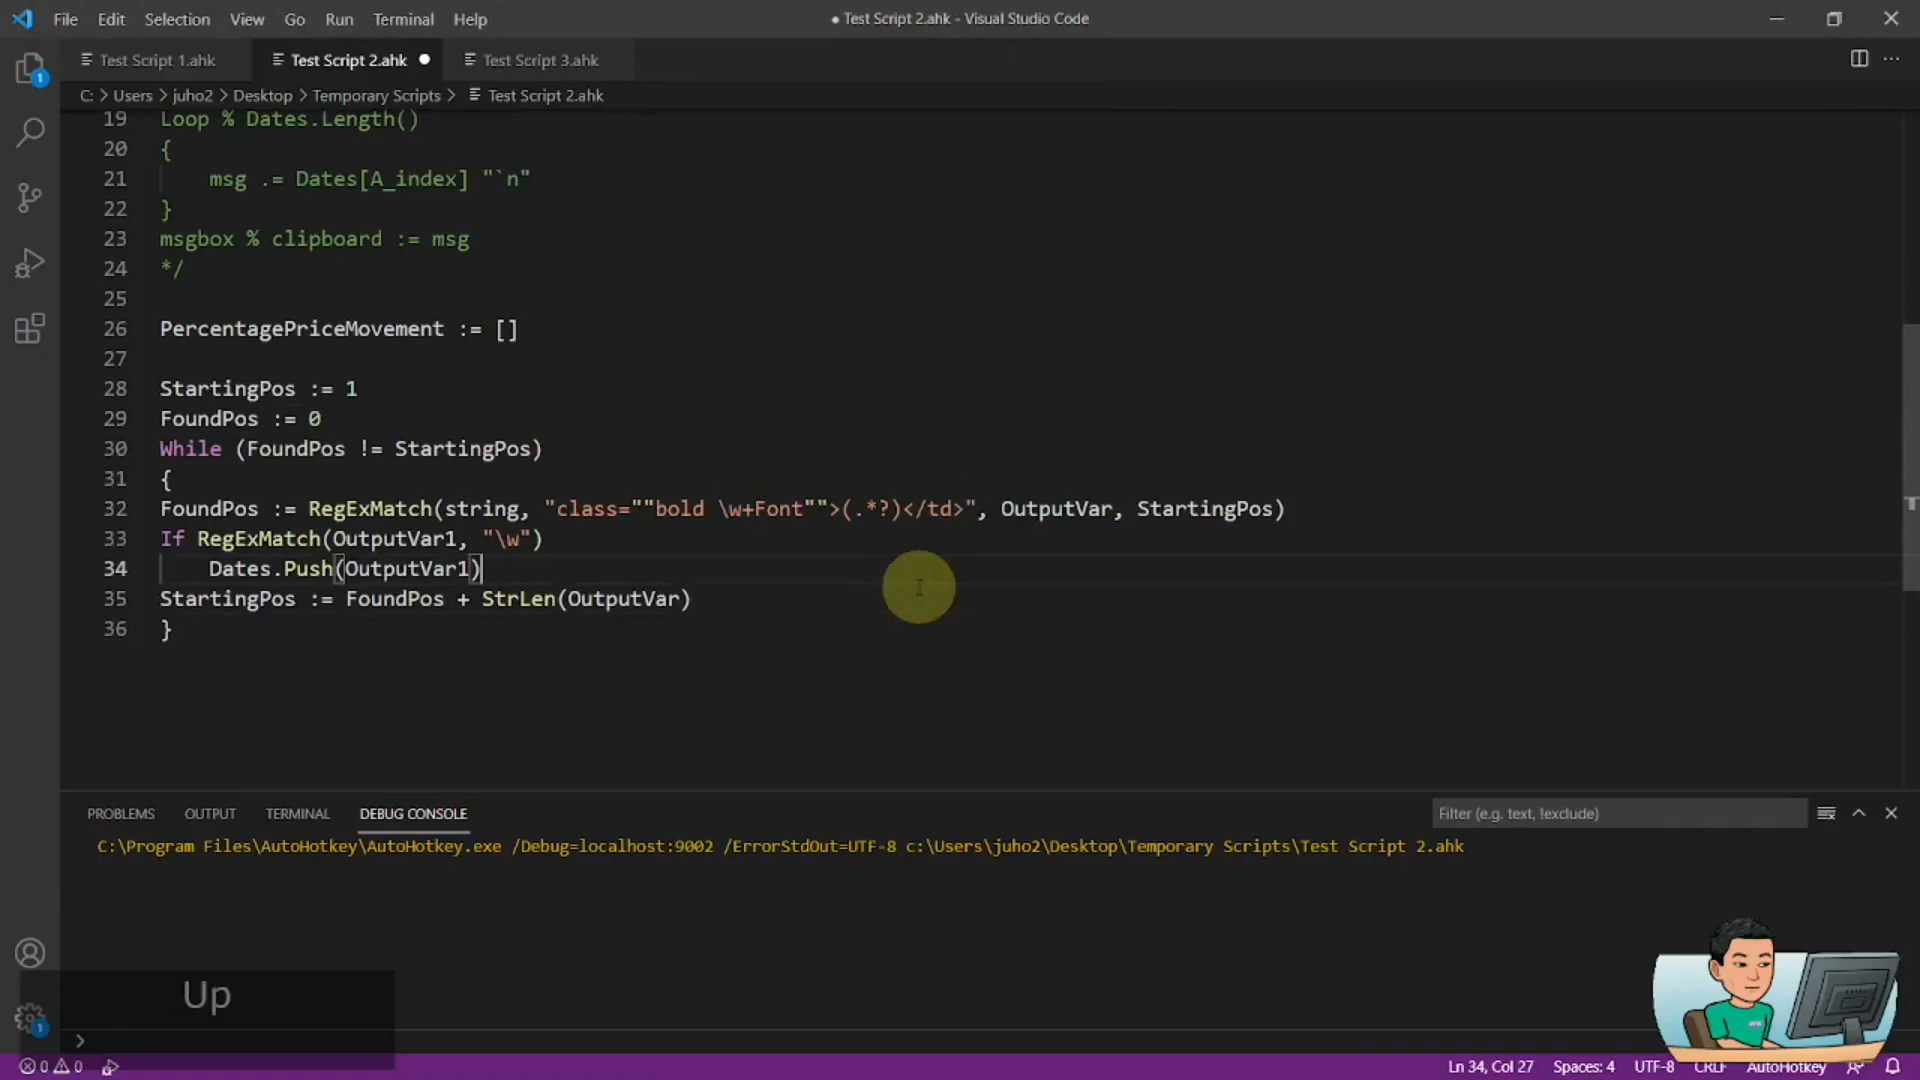 File Edit Selection View Go Run Terminal Help
● Test Script 2.ahk - Visual Studio Code
Test Script 1.ahk
Test Script 2.ahk ●
Test Script 3.ahk
C: > Users > juho2 > Desktop > Temporary Scripts > Test Script 2.ahk
19 Loop % Dates.Length()
20 {
21 msg .= Dates[A_index] "`n"
22 }
23 msgbox % clipboard := msg
24 */
25
26 PercentagePriceMovement := []
27
28 StartingPos := 1
29 FoundPos := 0
30 While (FoundPos != StartingPos)
31 {
32 FoundPos := RegExMatch(string, "class=""bold \w+Font"">(.*?)</td>", OutputVar, StartingPos)
33 If RegExMatch(OutputVar1, "\w")
34 Dates.Push(OutputVar1)
35 StartingPos := FoundPos + StrLen(OutputVar)
36 }
PROBLEMS OUTPUT TERMINAL DEBUG CONSOLE
Filter (e.g. text, !exclude)
C:\Program Files\AutoHotkey\AutoHotkey.exe /Debug=localhost:9002 /ErrorStdOut=UTF-8 c:\Users\juho2\Desktop\Temporary Scripts\Test Script 2.ahk
1
Up
1
>
0 0
Ln 34, Col 27 Spaces: 4 UTF-8 CRLF AutoHotkey